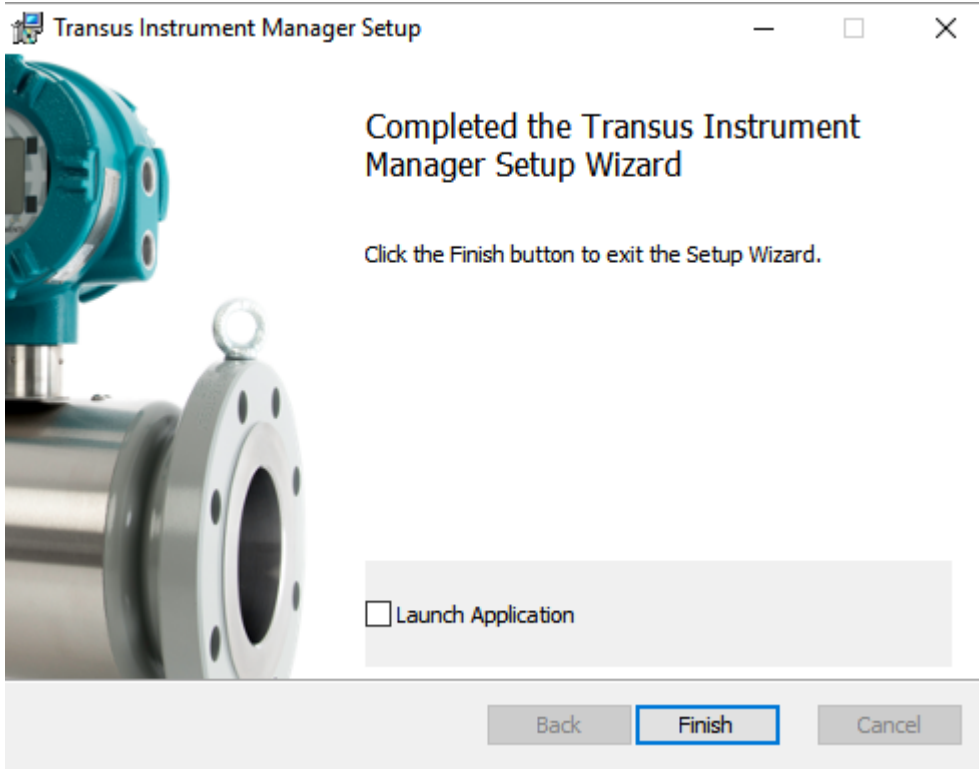 Transus Instrument Manager Setup
Completed the Transus Instrument
Manager Setup Wizard
Click the Finish button to exit the Setup Wizard.
Launch Application
Back
Finish
Cancel